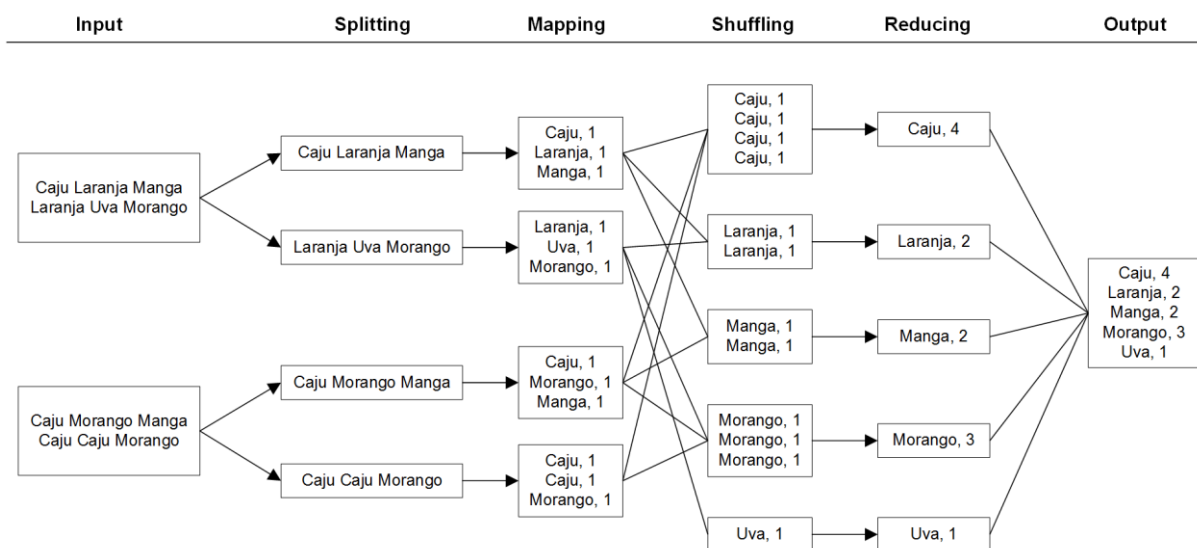 Input
Splitting
Mapping
Shuffling
Reducing
Output
Caju Laranja Manga
Laranja Uva Morango
Caju Morango Manga
Caju Caju Morango
Caju Laranja Manga
Laranja Uva Morango
Caju Morango Manga
Caju Caju Morango
Caju, 1
Laranja, 1
Manga, 1
Laranja, 1
Uva, 1
Morango, 1
Caju, 1
Morango, 1
Manga, 1
Caju, 1
Caju, 1
Morango, 1
Caju, 1
Caju, 1
Caju, 1
Caju, 1
Laranja, 1
Laranja, 1
Manga, 1
Manga, 1
Morango, 1
Morango, 1
Morango, 1
Uva, 1
Caju, 4
Laranja, 2
Manga, 2
Morango, 3
Uva, 1
Caju, 4
Laranja, 2
Manga, 2
Morango, 3
Uva, 1